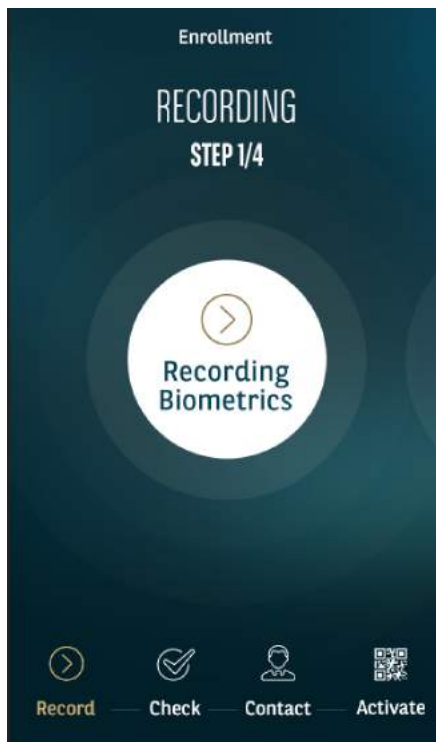 Enrollment
RECORDING
STEP 1/4
Recording
Biometrics
Record
Check
Contact
Activate